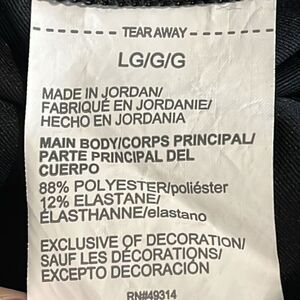 TEAR AWAY
LG/G/G
MADE IN JORDAN/
FABRIQUÉ EN JORDANIE/
HECHO EN JORDANIA
MAIN BODY/CORPS PRINCIPAL/
PARTE PRINCIPAL DEL
CUERPO
88% POLYESTER/poliéster
12% ELASTANE/
ÉLASTHANNE/elastano
EXCLUSIVE OF DECORATION/
SAUF LES DÉCORATIONS/
EXCEPTO DECORACIÓN
RN#49314